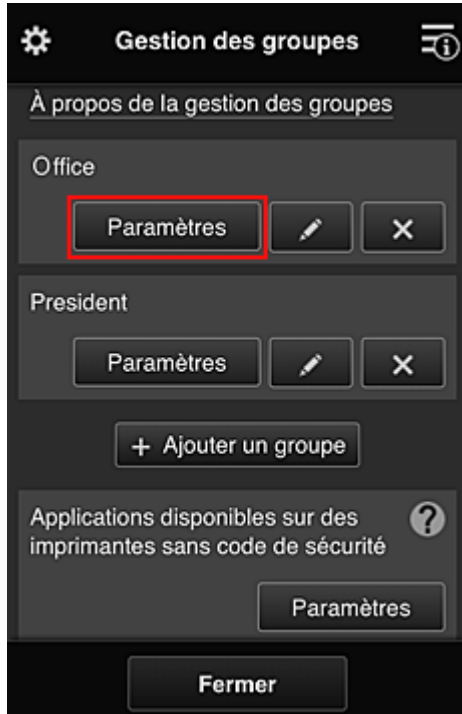 Gestion des groupes
À propos de la gestion des groupes
Office
Paramètres
President
Paramètres
+ Ajouter un groupe
Applications disponibles sur des
imprimantes sans code de sécurité
Paramètres
Fermer